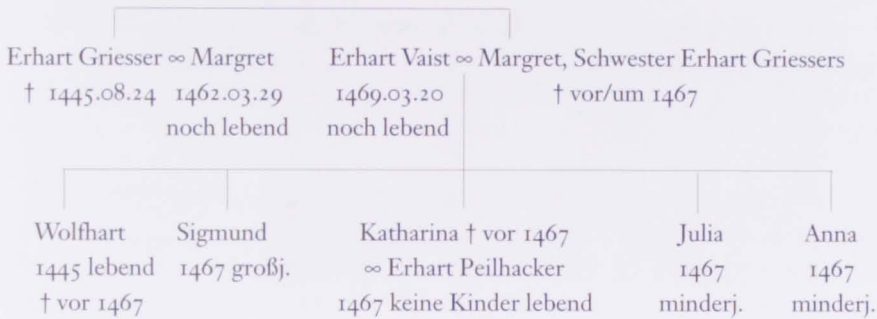 Erhart Griesser ∞ Margret Erhart Vaist ∞ Margret, Schwester Erhart Griessers
† 1445.08.24 1462.03.29 1469.03.20 † vor/um 1467
noch lebend noch lebend
Wolfhart Sigmund Katharina † vor 1467 Julia Anna
1445 lebend 1467 großj. ∞ Erhart Peilhacker 1467 1467
† vor 1467 1467 keine Kinder lebend minderj. minderj.